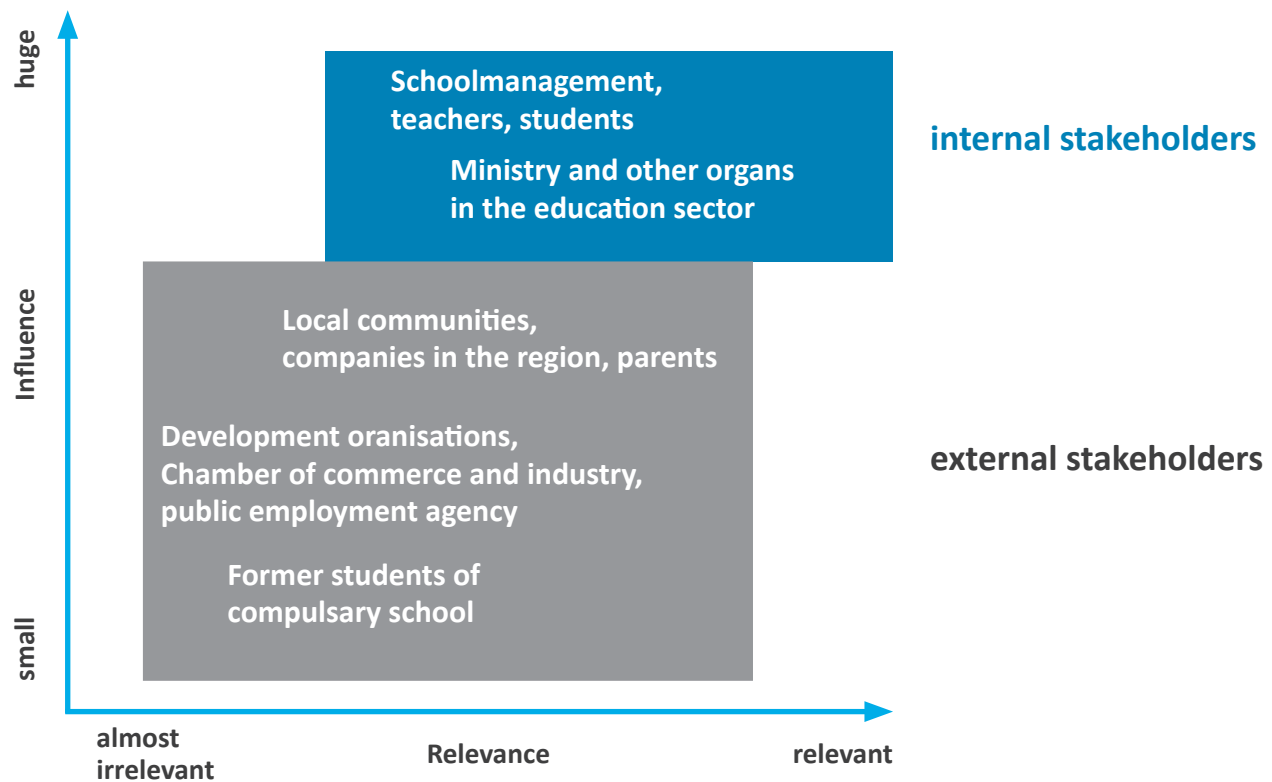 huge
Schoolmanagement,
teachers, students
Ministry and other organs
in the education sector
internal stakeholders
Influence
Local communities,
companies in the region, parents
Development oranisations,
Chamber of commerce and industry,
public employment agency
external stakeholders
Former students of
compulsary school
small
almost
irrelevant
Relevance
relevant